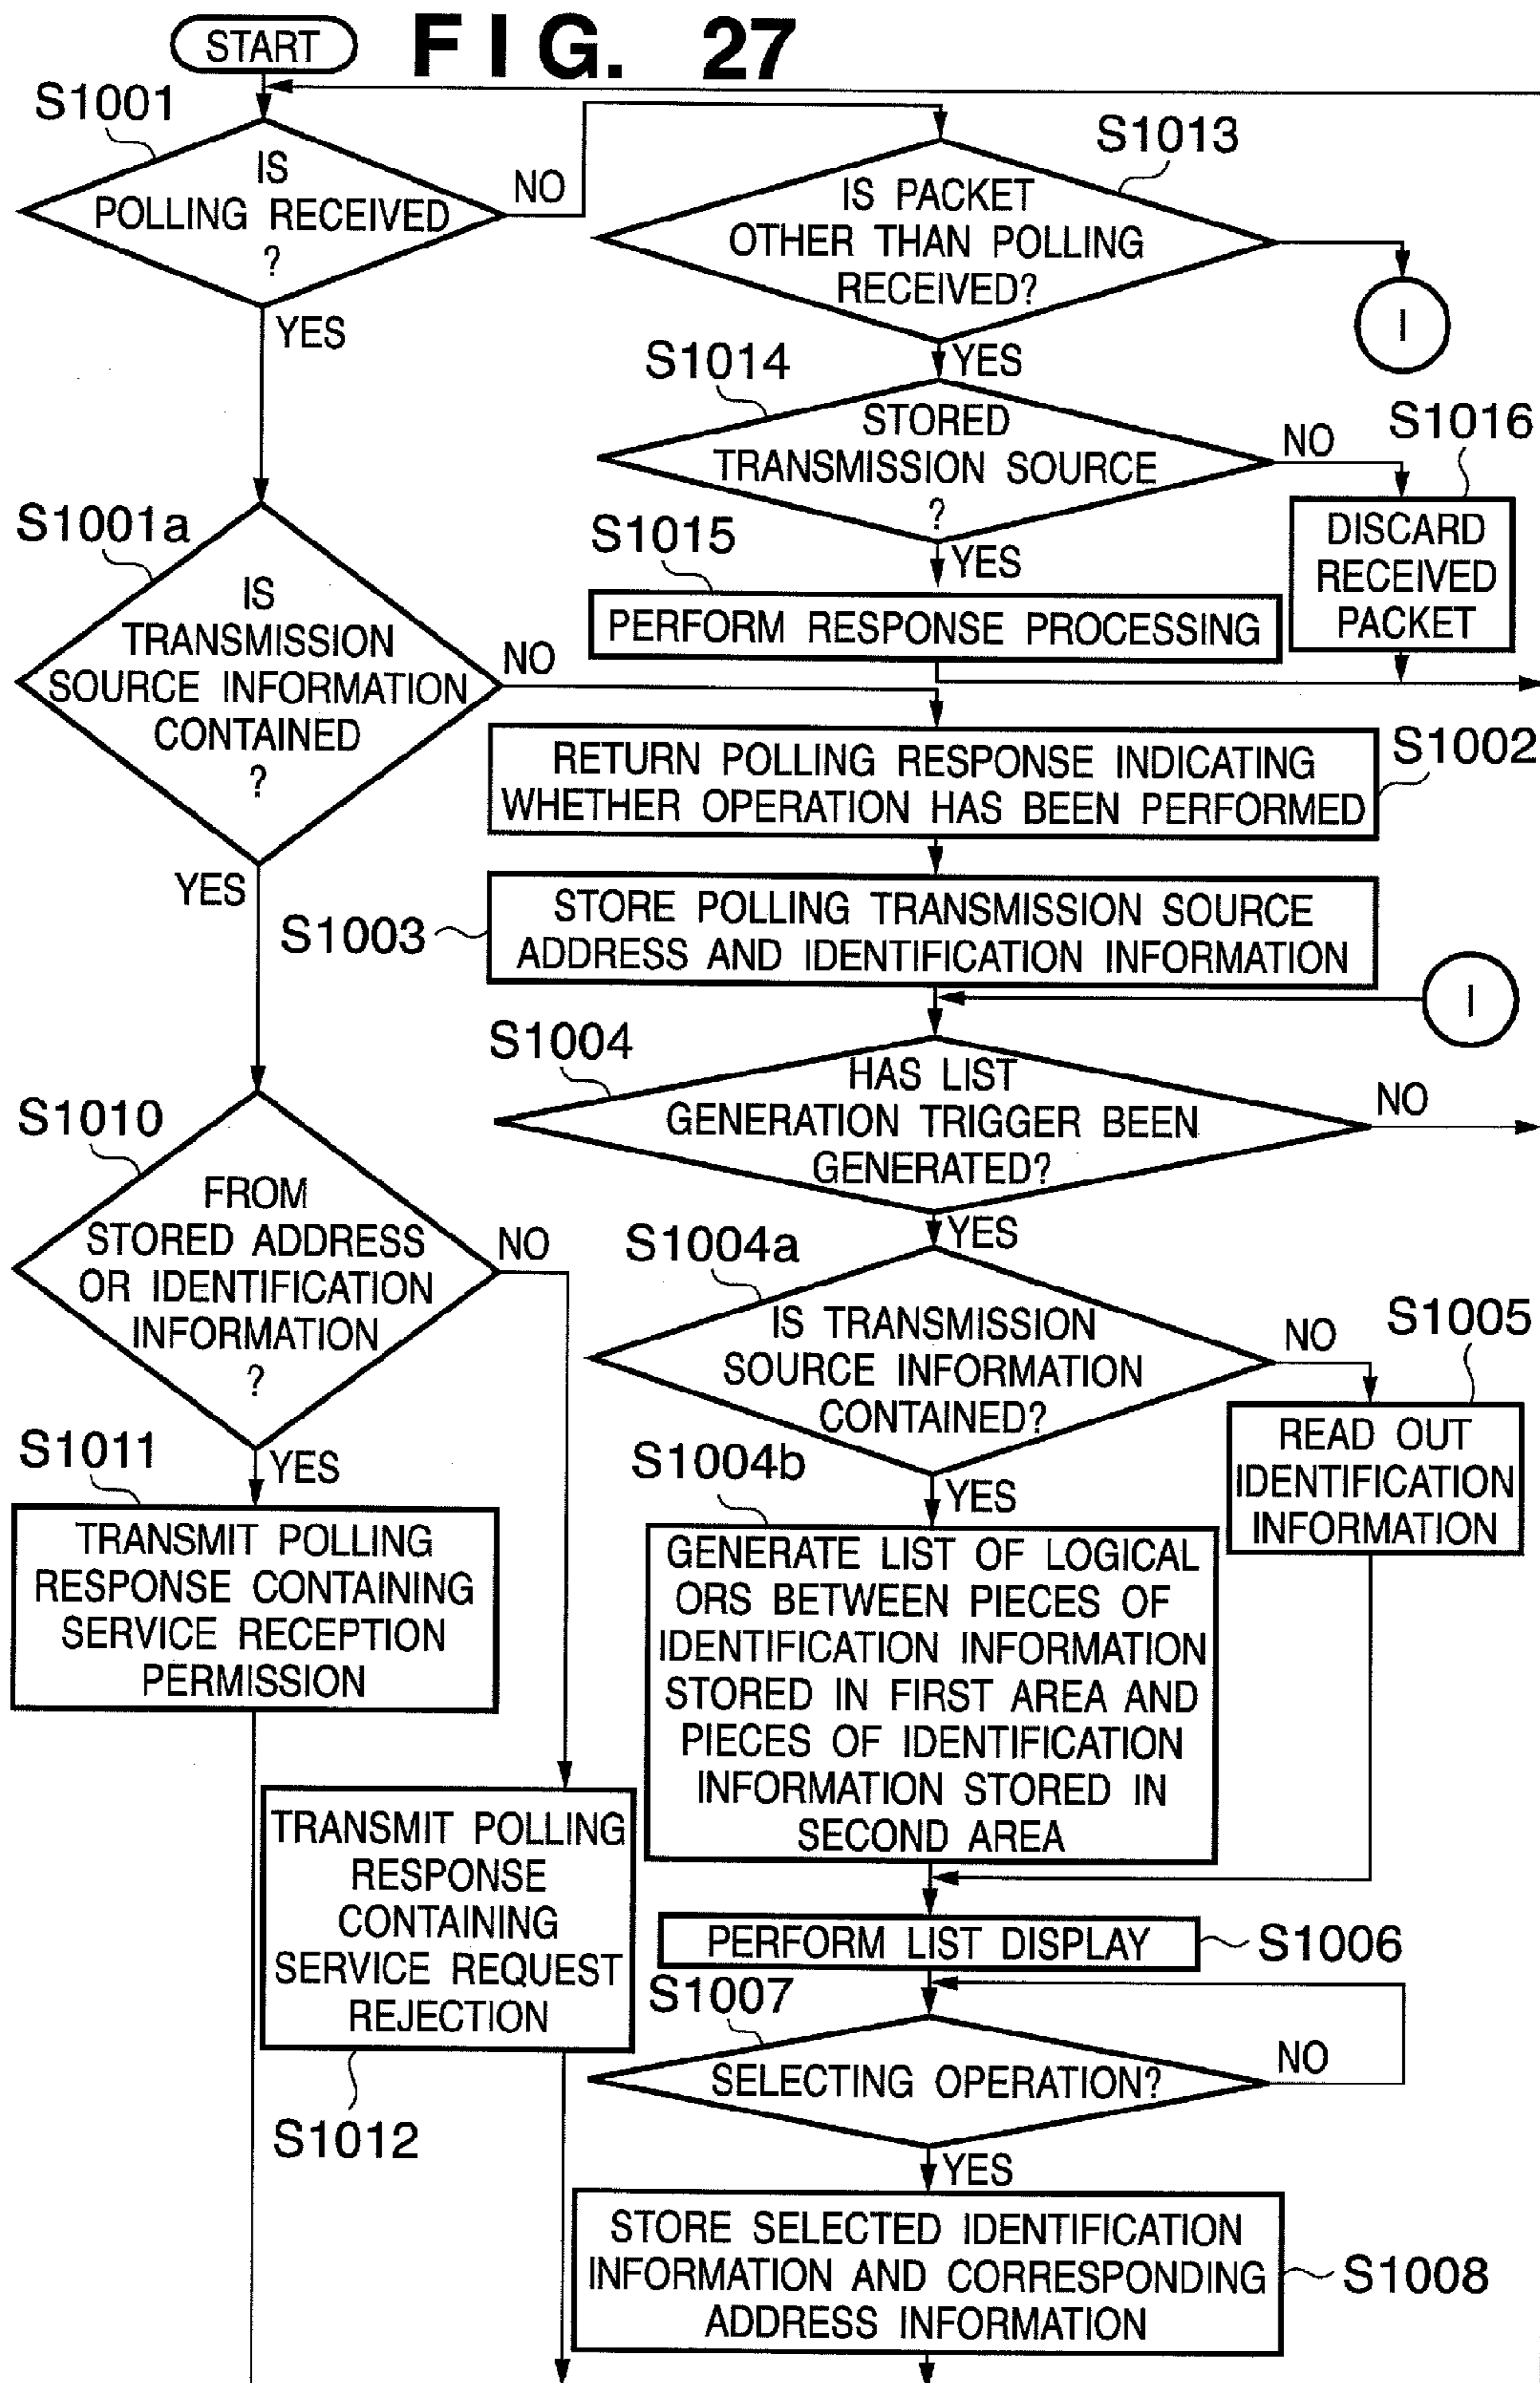 START
FIG. 27
S1001
IS
POLLING RECEIVED
?
NO
YES
S1013
IS PACKET
OTHER THAN POLLING
RECEIVED?
I
YES
S1014
STORED
TRANSMISSION SOURCE
?
NO
S1016
DISCARD
RECEIVED
PACKET
YES
S1015
PERFORM RESPONSE PROCESSING
S1001a
IS
TRANSMISSION
SOURCE INFORMATION
CONTAINED
?
NO
YES
RETURN POLLING RESPONSE INDICATING
WHETHER OPERATION HAS BEEN PERFORMED
S1002
S1003
STORE POLLING TRANSMISSION SOURCE
ADDRESS AND IDENTIFICATION INFORMATION
I
S1004
HAS LIST
GENERATION TRIGGER BEEN
GENERATED?
NO
YES
S1010
FROM
STORED ADDRESS
OR IDENTIFICATION
INFORMATION
?
NO
YES
S1004a
IS TRANSMISSION
SOURCE INFORMATION
CONTAINED?
NO
S1005
READ OUT
IDENTIFICATION
INFORMATION
YES
S1011
TRANSMIT POLLING
RESPONSE CONTAINING
SERVICE RECEPTION
PERMISSION
S1004b
GENERATE LIST OF LOGICAL
ORS BETWEEN PIECES OF
IDENTIFICATION INFORMATION
STORED IN FIRST AREA AND
PIECES OF IDENTIFICATION
INFORMATION STORED IN
SECOND AREA
TRANSMIT POLLING
RESPONSE
CONTAINING
SERVICE REQUEST
REJECTION
S1012
PERFORM LIST DISPLAY
S1006
S1007
SELECTING OPERATION?
NO
YES
STORE SELECTED IDENTIFICATION
INFORMATION AND CORRESPONDING
ADDRESS INFORMATION
S1008